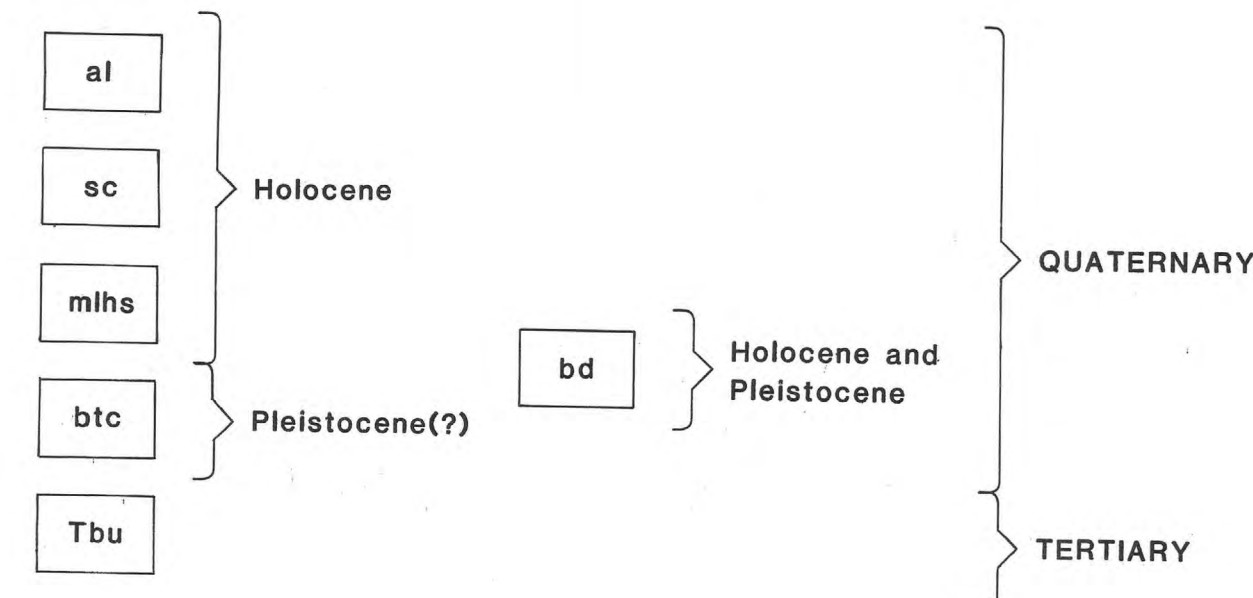 al
sc
Holocene
mlhs
QUATERNARY
bd
Holocene and
Pleistocene
btc
Pleistocene(?)
Tbu
TERTIARY